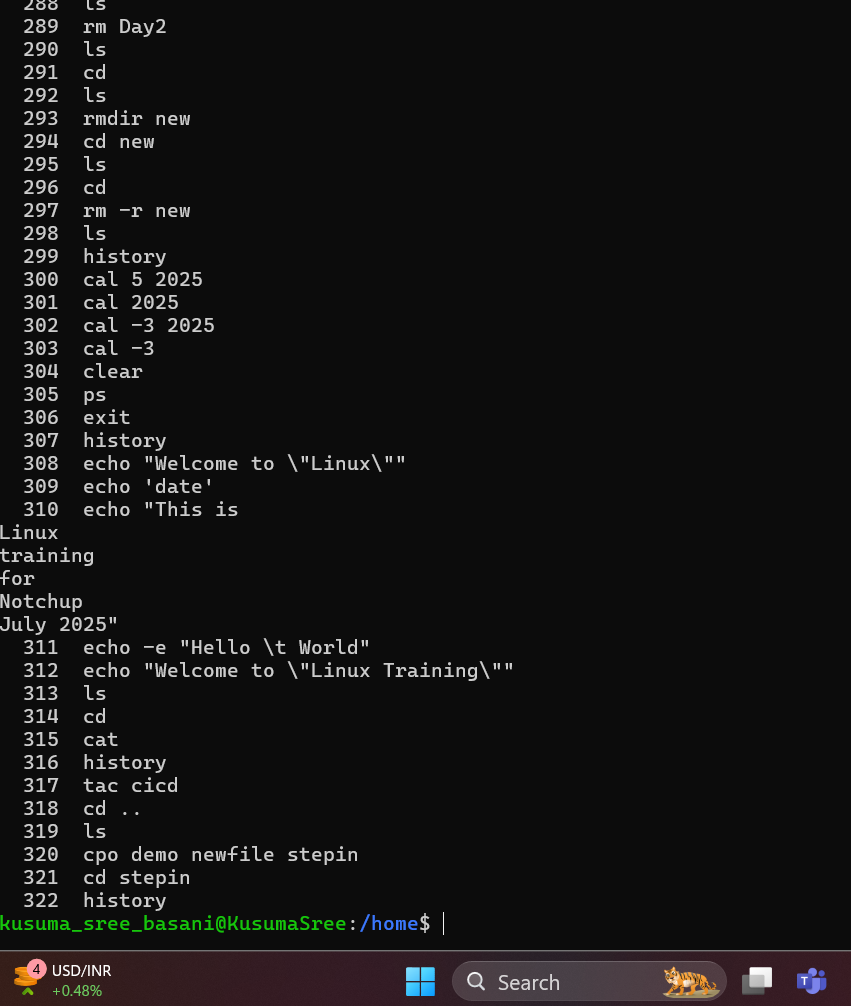 288  ls
289  rm Day2
290  ls
291  cd
292  ls
293  rmdir new
294  cd new
295  ls
296  cd
297  rm -r new
298  ls
299  history
300  cal 5 2025
301  cal 2025
302  cal -3 2025
303  cal -3
304  clear
305  ps
306  exit
307  history
308  echo "Welcome to \"Linux\""
309  echo 'date'
310  echo "This is
Linux
training
for
Notchup
July 2025"
311  echo -e "Hello \t World"
312  echo "Welcome to \"Linux Training\""
313  ls
314  cd
315  cat
316  history
317  tac cicd
318  cd ..
319  ls
320  cpo demo newfile stepin
321  cd stepin
322  history
kusuma_sree_basani@KusumaSree:/home$
4 USD/INR
+0.48%
Search
T